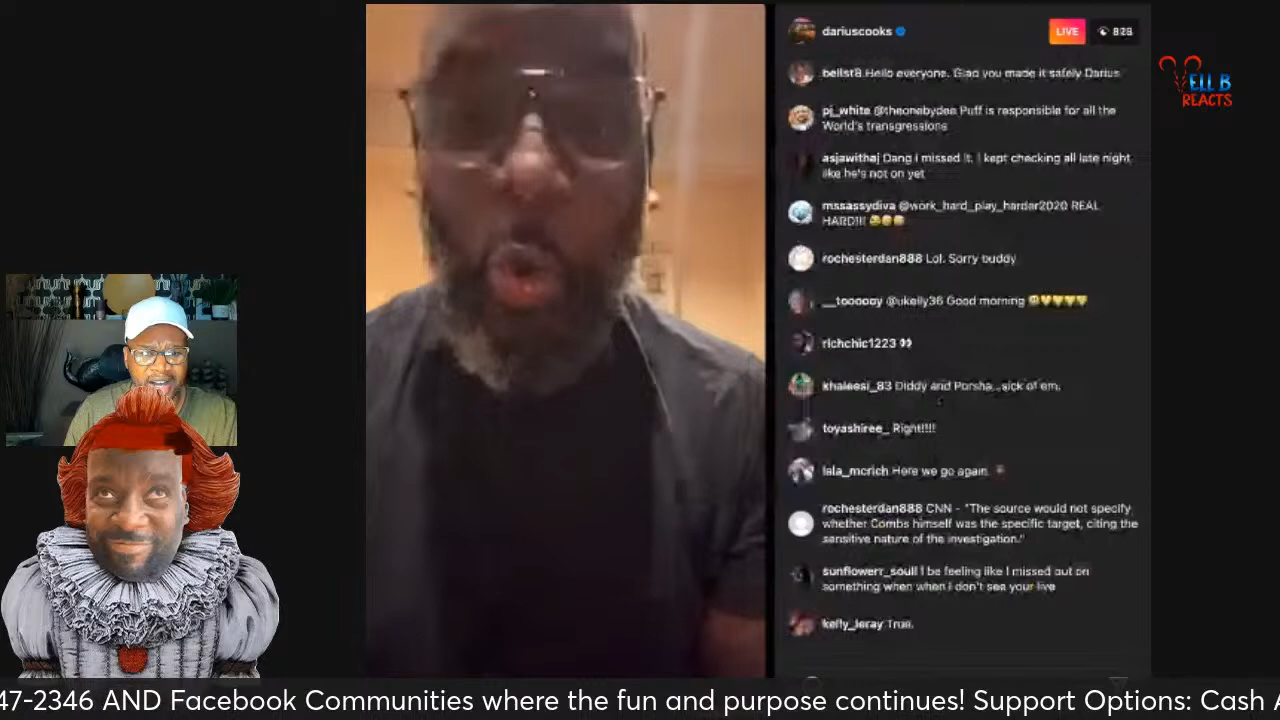 dariuscooks
LIVE
828
bellst8 Hello everyone. Glad you made it safely Darius
pj_white @theonebydee Puff is responsible for all the
World's transgressions
asjawithaj Dang I missed it. I kept checking all late night
like he's not on yet
mssassydiva @work_hard_play_harder2020 REAL
HARD!!! 😂😂😂
rochesterdan888 Lol. Sorry buddy
Good morning
richchic1223 👀
khaleesi_83 Diddy and Porsha...sick of em.
toyashiree_ Right!!!!
lala_mcrich Here we go again.
rochesterdan888 CNN - "The source would not specify
whether Combs himself was the specific target, citing the
sensitive nature of the investigation."
sunflowerr_soull I be feeling like I missed out on
something when when I don't see your live
kelly_leray True.
ELL B
REACTS
47-2346 AND Facebook Communities where the fun and purpose continues! Support Options: Cash A